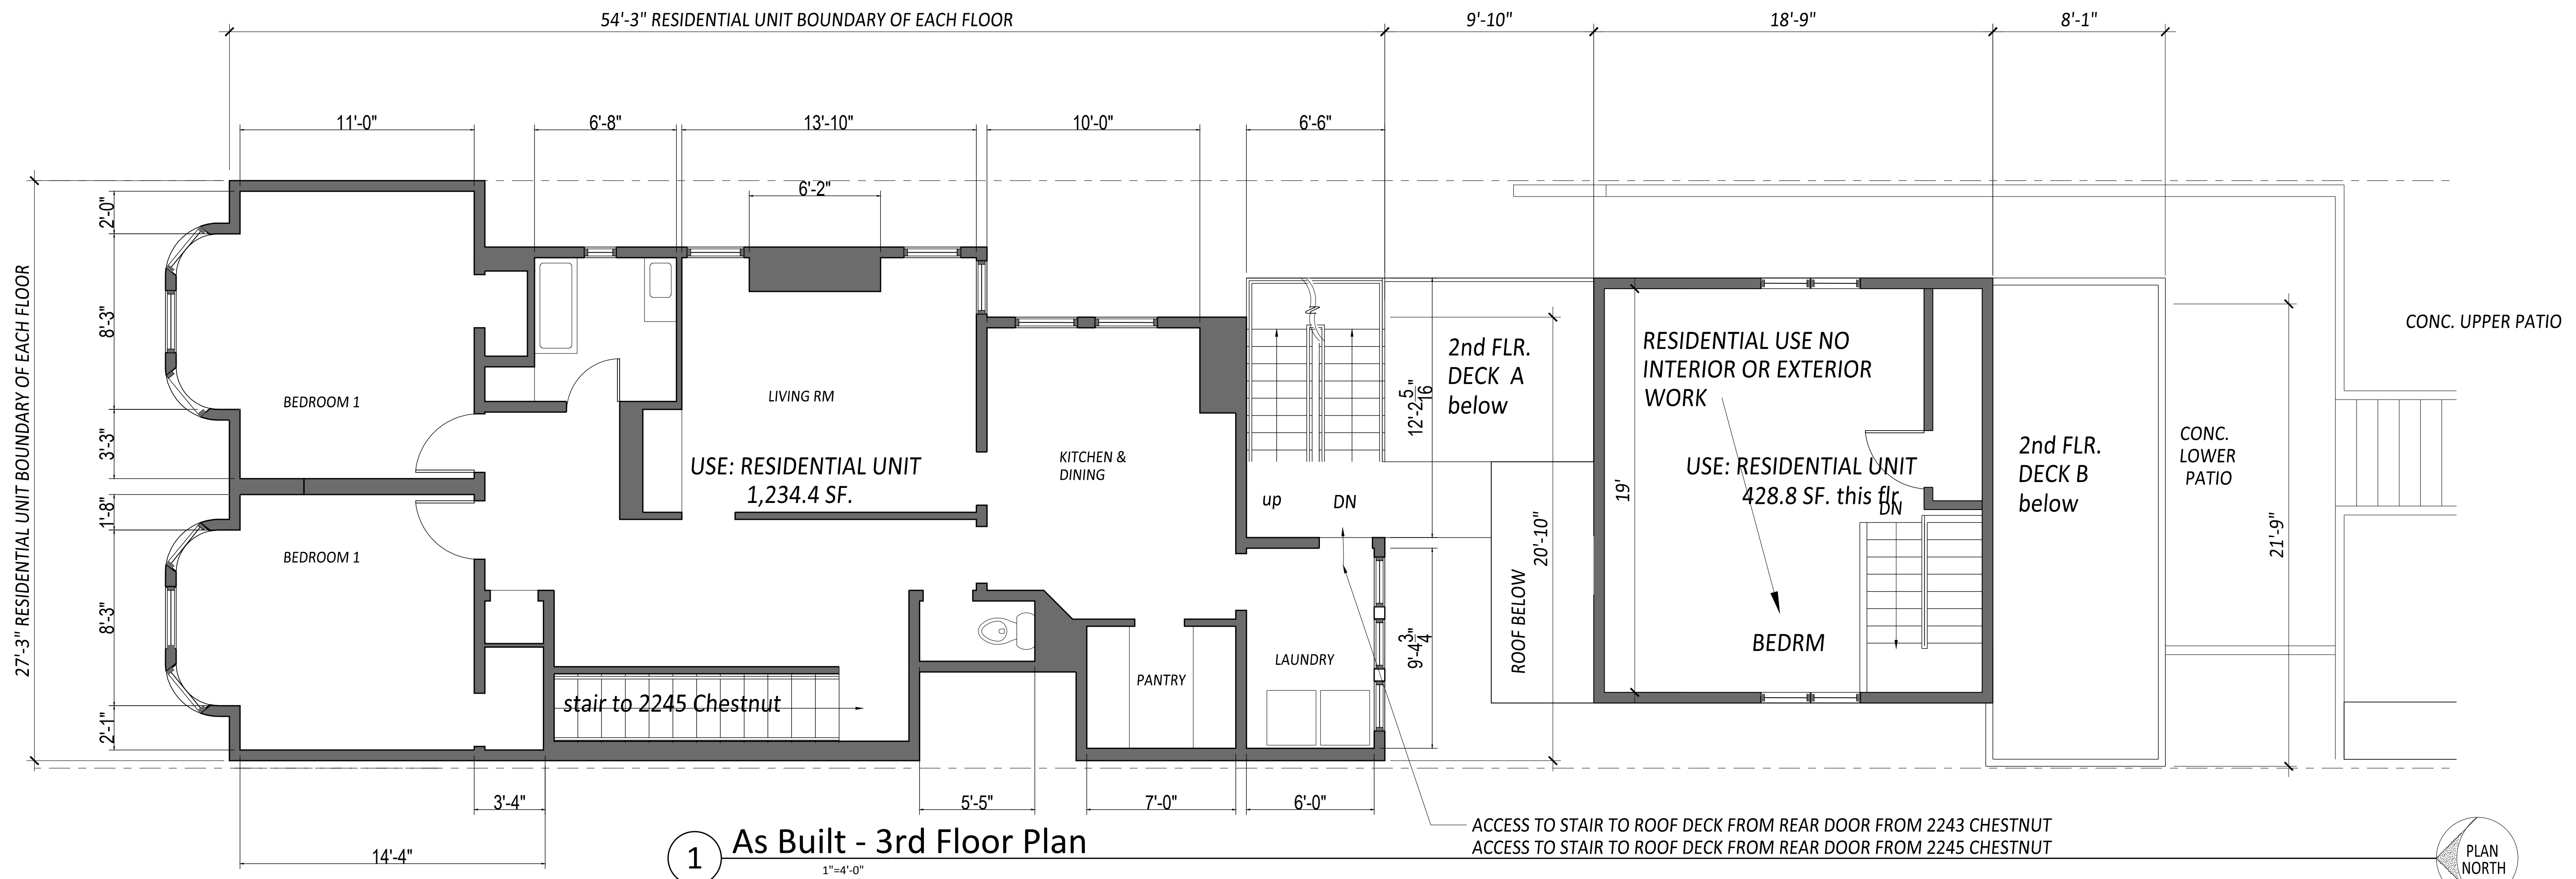 54'-3" RESIDENTIAL UNIT BOUNDARY OF EACH FLOOR
9'-10"
18'-9"
8'-1"
11'-0"
6'-8"
13'-10"
10'-0"
6'-6"
6'-2"
27'-3" RESIDENTIAL UNIT BOUNDARY OF EACH FLOOR
2'-0"
8'-3"
3'-3"
1'-8"
8'-3"
2'-1"
BEDROOM 1
BEDROOM 1
LIVING RM
USE: RESIDENTIAL UNIT
1,234.4 SF.
KITCHEN &
DINING
stair to 2245 Chestnut
PANTRY
LAUNDRY
N
up
DN
12'-2 5/16"
9'-4 3/4"
2nd FLR.
DECK A
below
ROOF BELOW
20'-10"
19'
RESIDENTIAL USE NO
INTERIOR OR EXTERIOR
WORK
USE: RESIDENTIAL UNIT
428.8 SF. this flr.
DN
BEDRM
2nd FLR.
DECK B
below
CONC.
LOWER
PATIO
21'-9"
CONC. UPPER PATIO
3'-4"
14'-4"
5'-5"
7'-0"
6'-0"
ACCESS TO STAIR TO ROOF DECK FROM REAR DOOR FROM 2243 CHESTNUT
ACCESS TO STAIR TO ROOF DECK FROM REAR DOOR FROM 2245 CHESTNUT
1
As Built - 3rd Floor Plan
1"=4'-0"
PLAN
NORTH